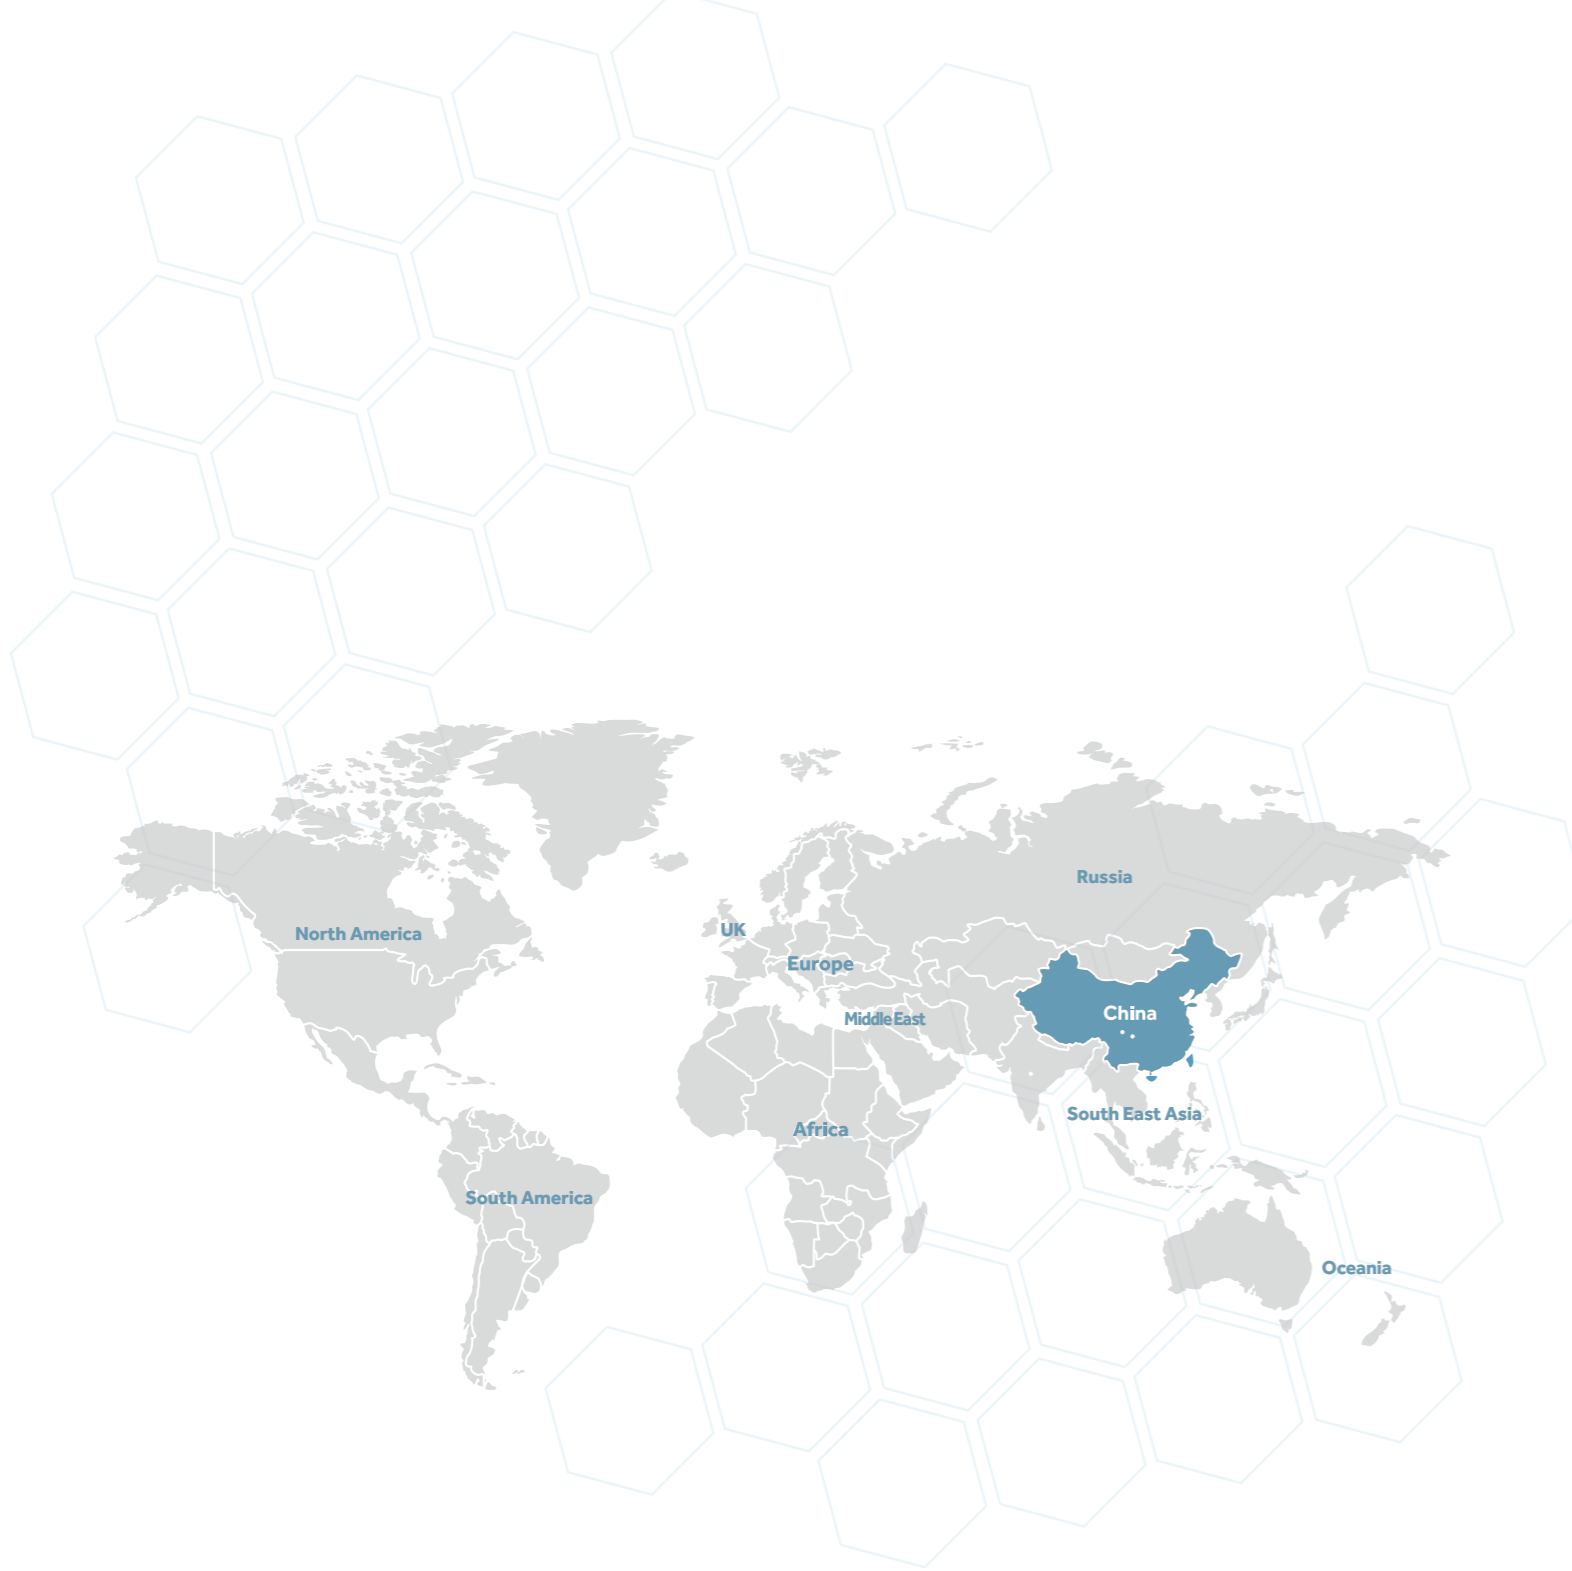 Russia
North America
UK
Europe
China
Middle East
South East Asia
Africa
South America
Oceania